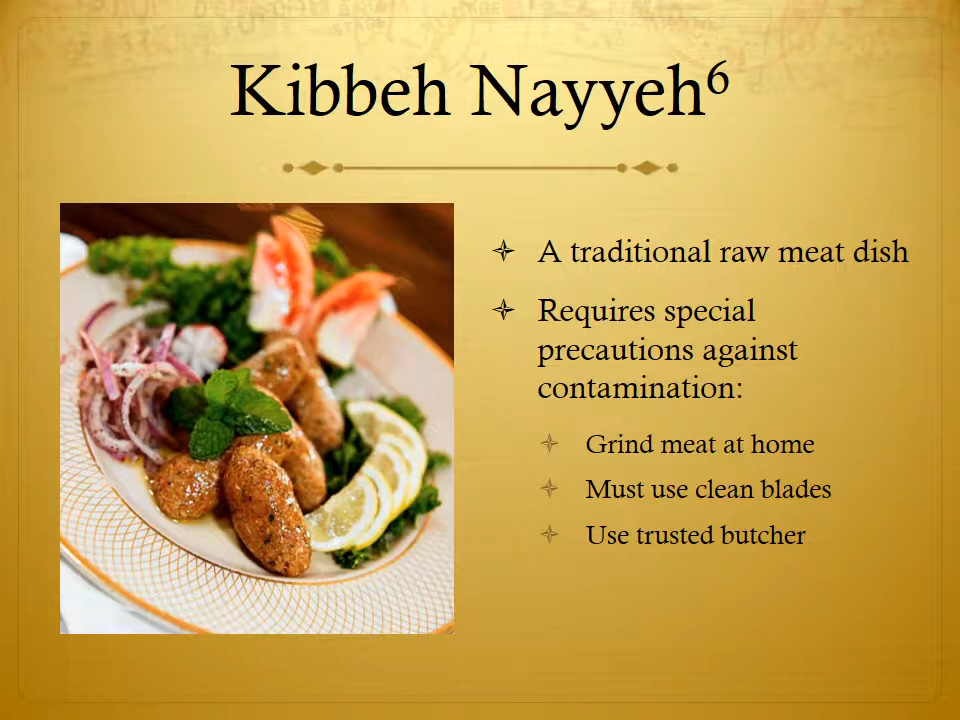 Kibbeh Nayyeh⁶
A traditional raw meat dish
Requires special
precautions against
contamination:
Grind meat at home
Must use clean blades
Use trusted butcher